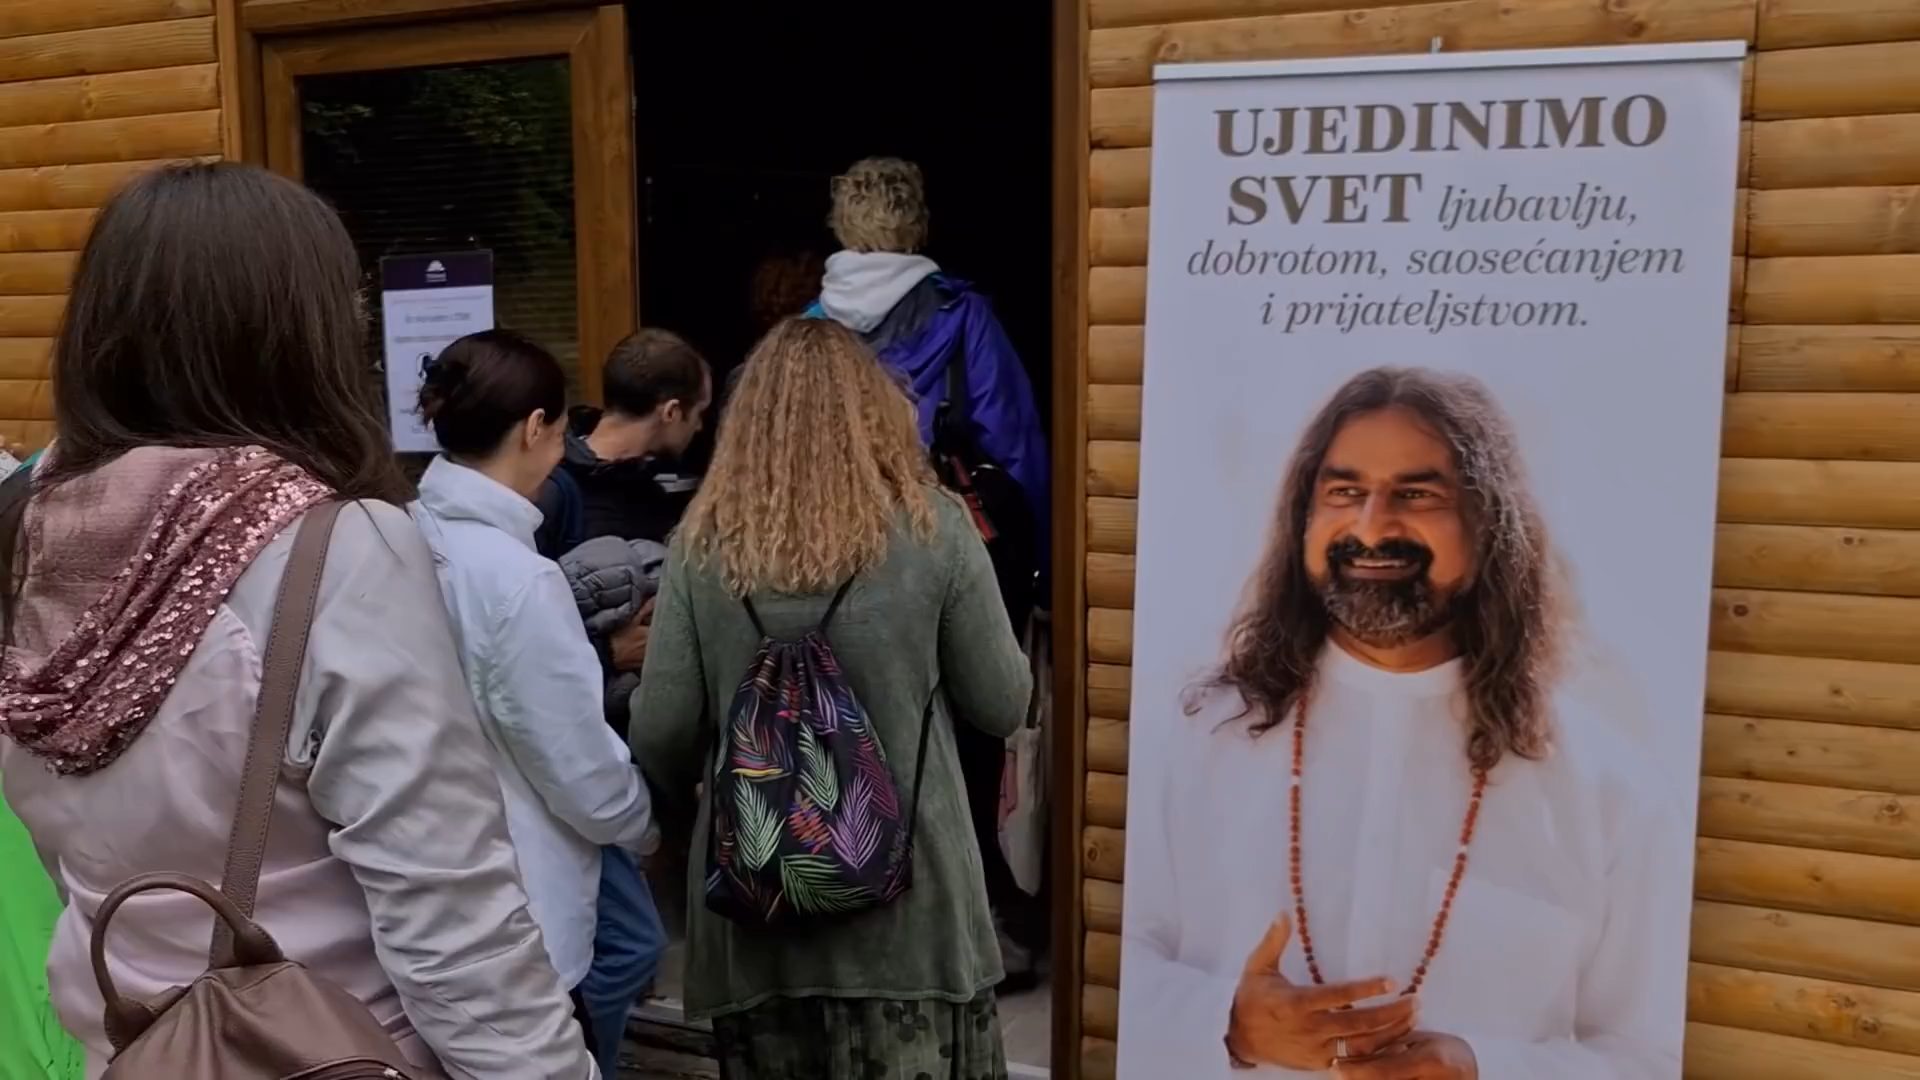 UJEDINIMO
SVET ljubavlju,
dobrotom, saosećanjem
i prijateljstvom.